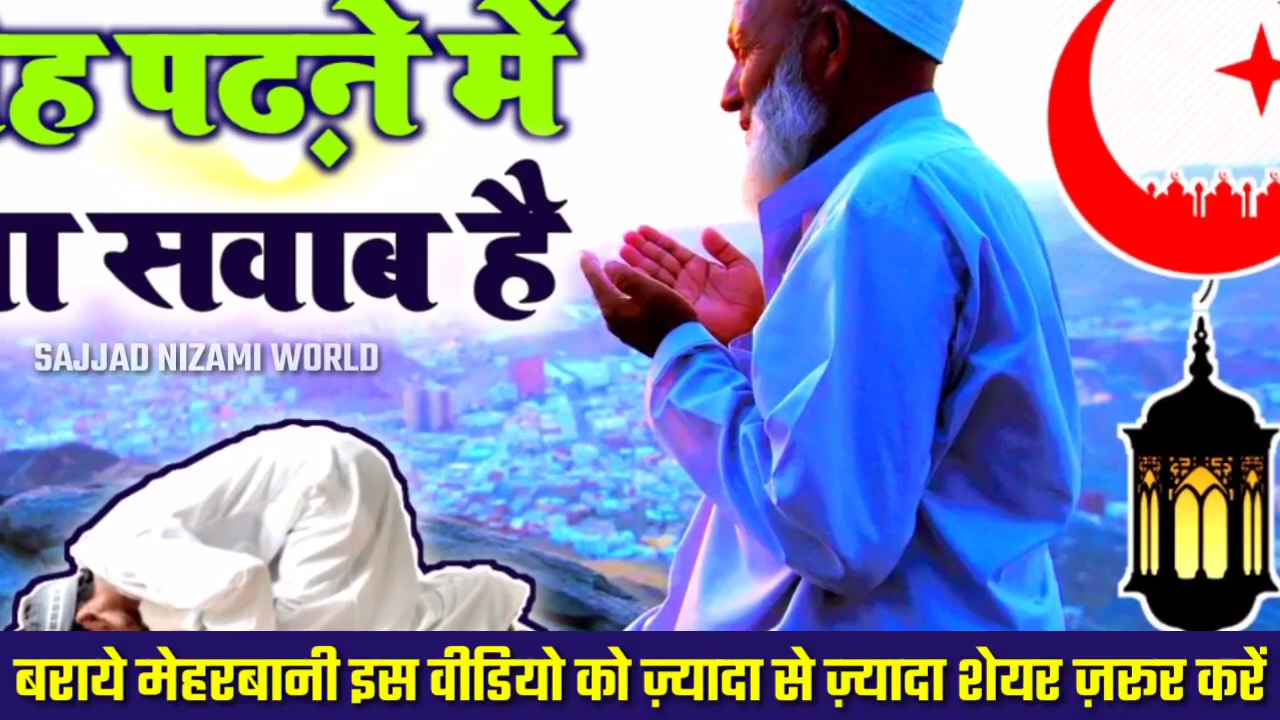 पढ़ने में
सवाब है
SAJJAD NIZAMI WORLD
बराये मेहरबानी इस वीडियो को ज़्यादा से ज़्यादा शेयर ज़रूर करें